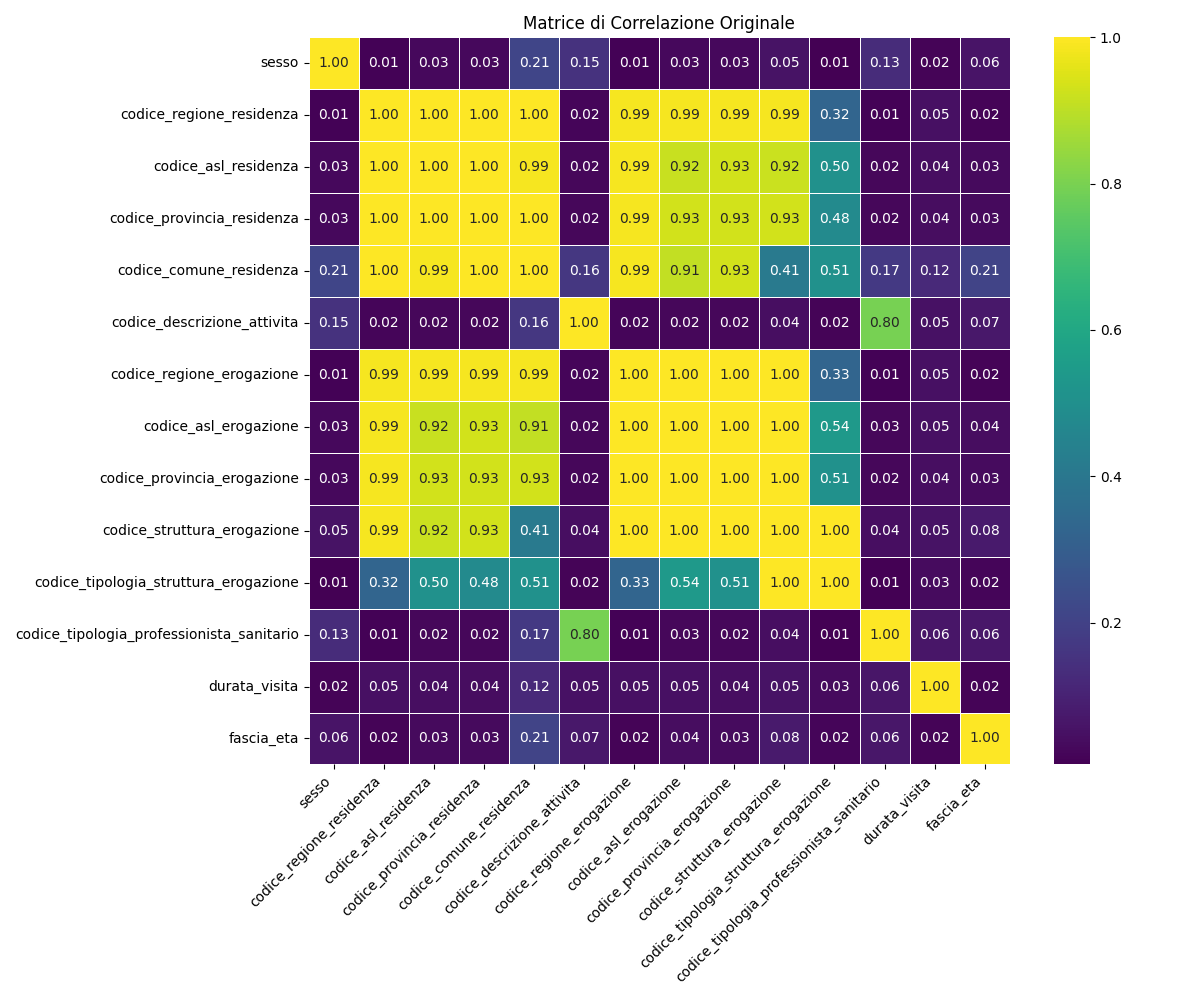 Matrice di Correlazione Originale
sesso 1.00 0.01 0.03 0.03 0.21 0.15 0.01 0.03 0.03 0.05 0.01 0.13 0.02 0.06
codice_regione_residenza 0.01 1.00 1.00 1.00 1.00 0.02 0.99 0.99 0.99 0.99 0.32 0.01 0.05 0.02
codice_asl_residenza 0.03 1.00 1.00 1.00 0.99 0.02 0.99 0.92 0.93 0.92 0.50 0.02 0.04 0.03
codice_provincia_residenza 0.03 1.00 1.00 1.00 1.00 0.02 0.99 0.93 0.93 0.93 0.48 0.02 0.04 0.03
codice_comune_residenza 0.21 1.00 0.99 1.00 1.00 0.16 0.99 0.91 0.93 0.41 0.51 0.17 0.12 0.21
codice_descrizione_attivita 0.15 0.02 0.02 0.02 0.16 1.00 0.02 0.02 0.02 0.04 0.02 0.80 0.05 0.07
codice_regione_erogazione 0.01 0.99 0.99 0.99 0.99 0.02 1.00 1.00 1.00 1.00 0.33 0.01 0.05 0.02
codice_asl_erogazione 0.03 0.99 0.92 0.93 0.91 0.02 1.00 1.00 1.00 1.00 0.54 0.03 0.05 0.04
codice_provincia_erogazione 0.03 0.99 0.93 0.93 0.93 0.02 1.00 1.00 1.00 1.00 0.51 0.02 0.04 0.03
codice_struttura_erogazione 0.05 0.99 0.92 0.93 0.41 0.04 1.00 1.00 1.00 1.00 1.00 0.04 0.05 0.08
codice_tipologia_struttura_erogazione 0.01 0.32 0.50 0.48 0.51 0.02 0.33 0.54 0.51 1.00 1.00 0.01 0.03 0.02
codice_tipologia_professionista_sanitario 0.13 0.01 0.02 0.02 0.17 0.80 0.01 0.03 0.02 0.04 0.01 1.00 0.06 0.06
durata_visita 0.02 0.05 0.04 0.04 0.12 0.05 0.05 0.05 0.04 0.05 0.03 0.06 1.00 0.02
fascia_eta 0.06 0.02 0.03 0.03 0.21 0.07 0.02 0.04 0.03 0.08 0.02 0.06 0.02 1.00
sesso
codice_regione_residenza
codice_asl_residenza
codice_provincia_residenza
codice_comune_residenza
codice_descrizione_attivita
codice_regione_erogazione
codice_asl_erogazione
codice_provincia_erogazione
codice_struttura_erogazione
codice_tipologia_struttura_erogazione
codice_tipologia_professionista_sanitario
durata_visita
fascia_eta
1.0
0.8
0.6
0.4
0.2